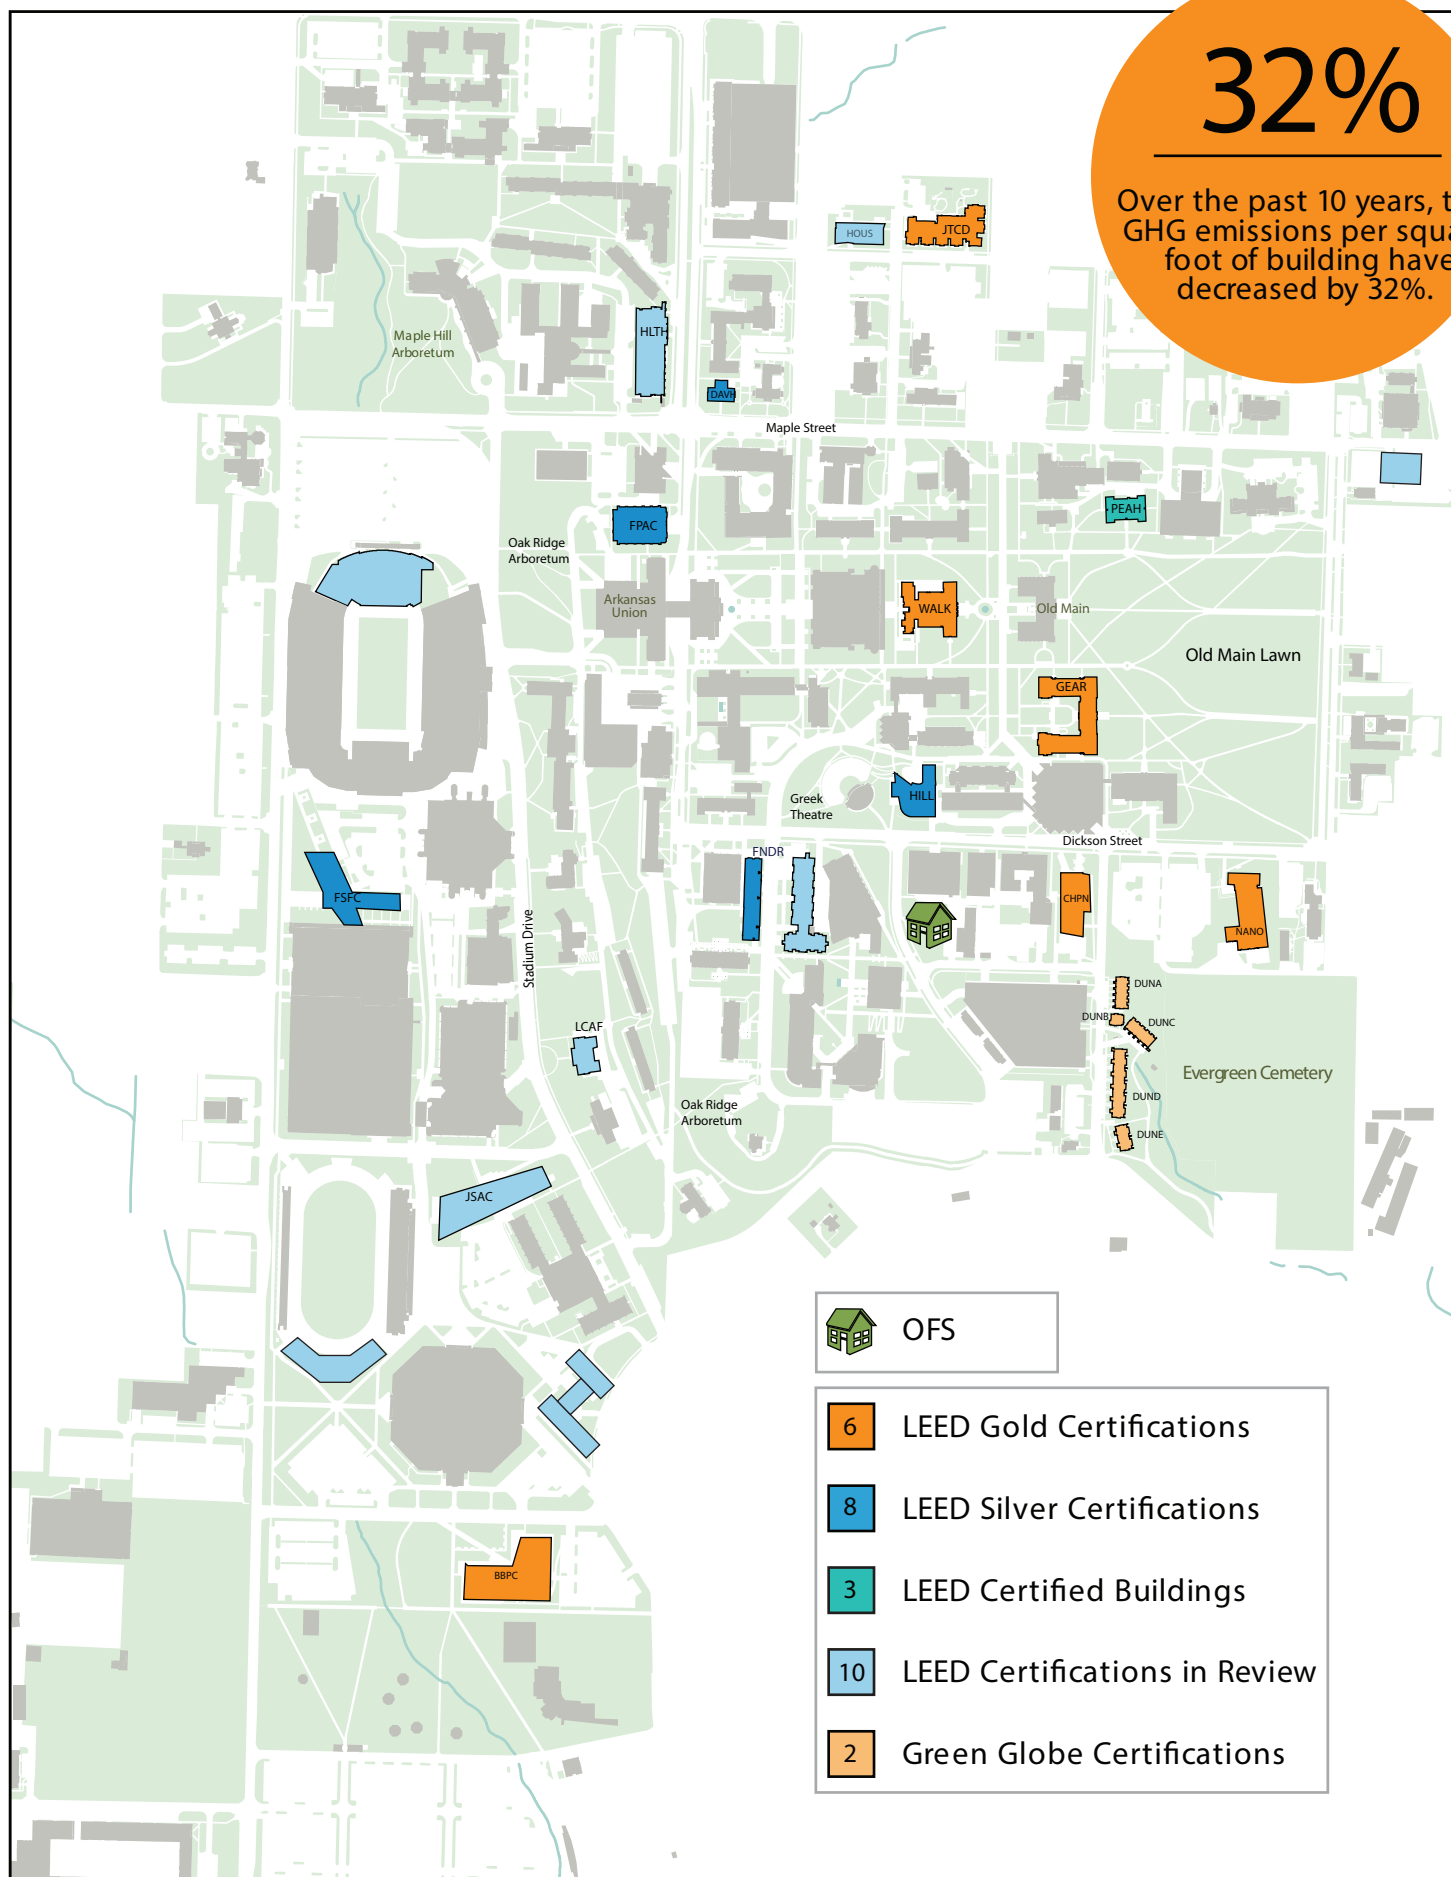 32%
Over the past 10 years, t
GHG emissions per squa
foot of building have
decreased by 32%.
HOUS
JTCD
HLTH
Maple Hill
Arboretum
DAVH
Maple Street
PEAH
FPAC
Oak Ridge
Arboretum
Arkansas
Union
WALK
Old Main
Old Main Lawn
GEAR
HILL
Greek
Theatre
Dickson Street
FNDR
FSFC
CHPN
NANO
Stadium Drive
DUNA
DUNB
DUNC
LCAF
Evergreen Cemetery
DUND
Oak Ridge
Arboretum
DUNE
JSAC
OFS
6 LEED Gold Certifications
8 LEED Silver Certifications
3 LEED Certified Buildings
BBPC
10 LEED Certifications in Review
2 Green Globe Certifications